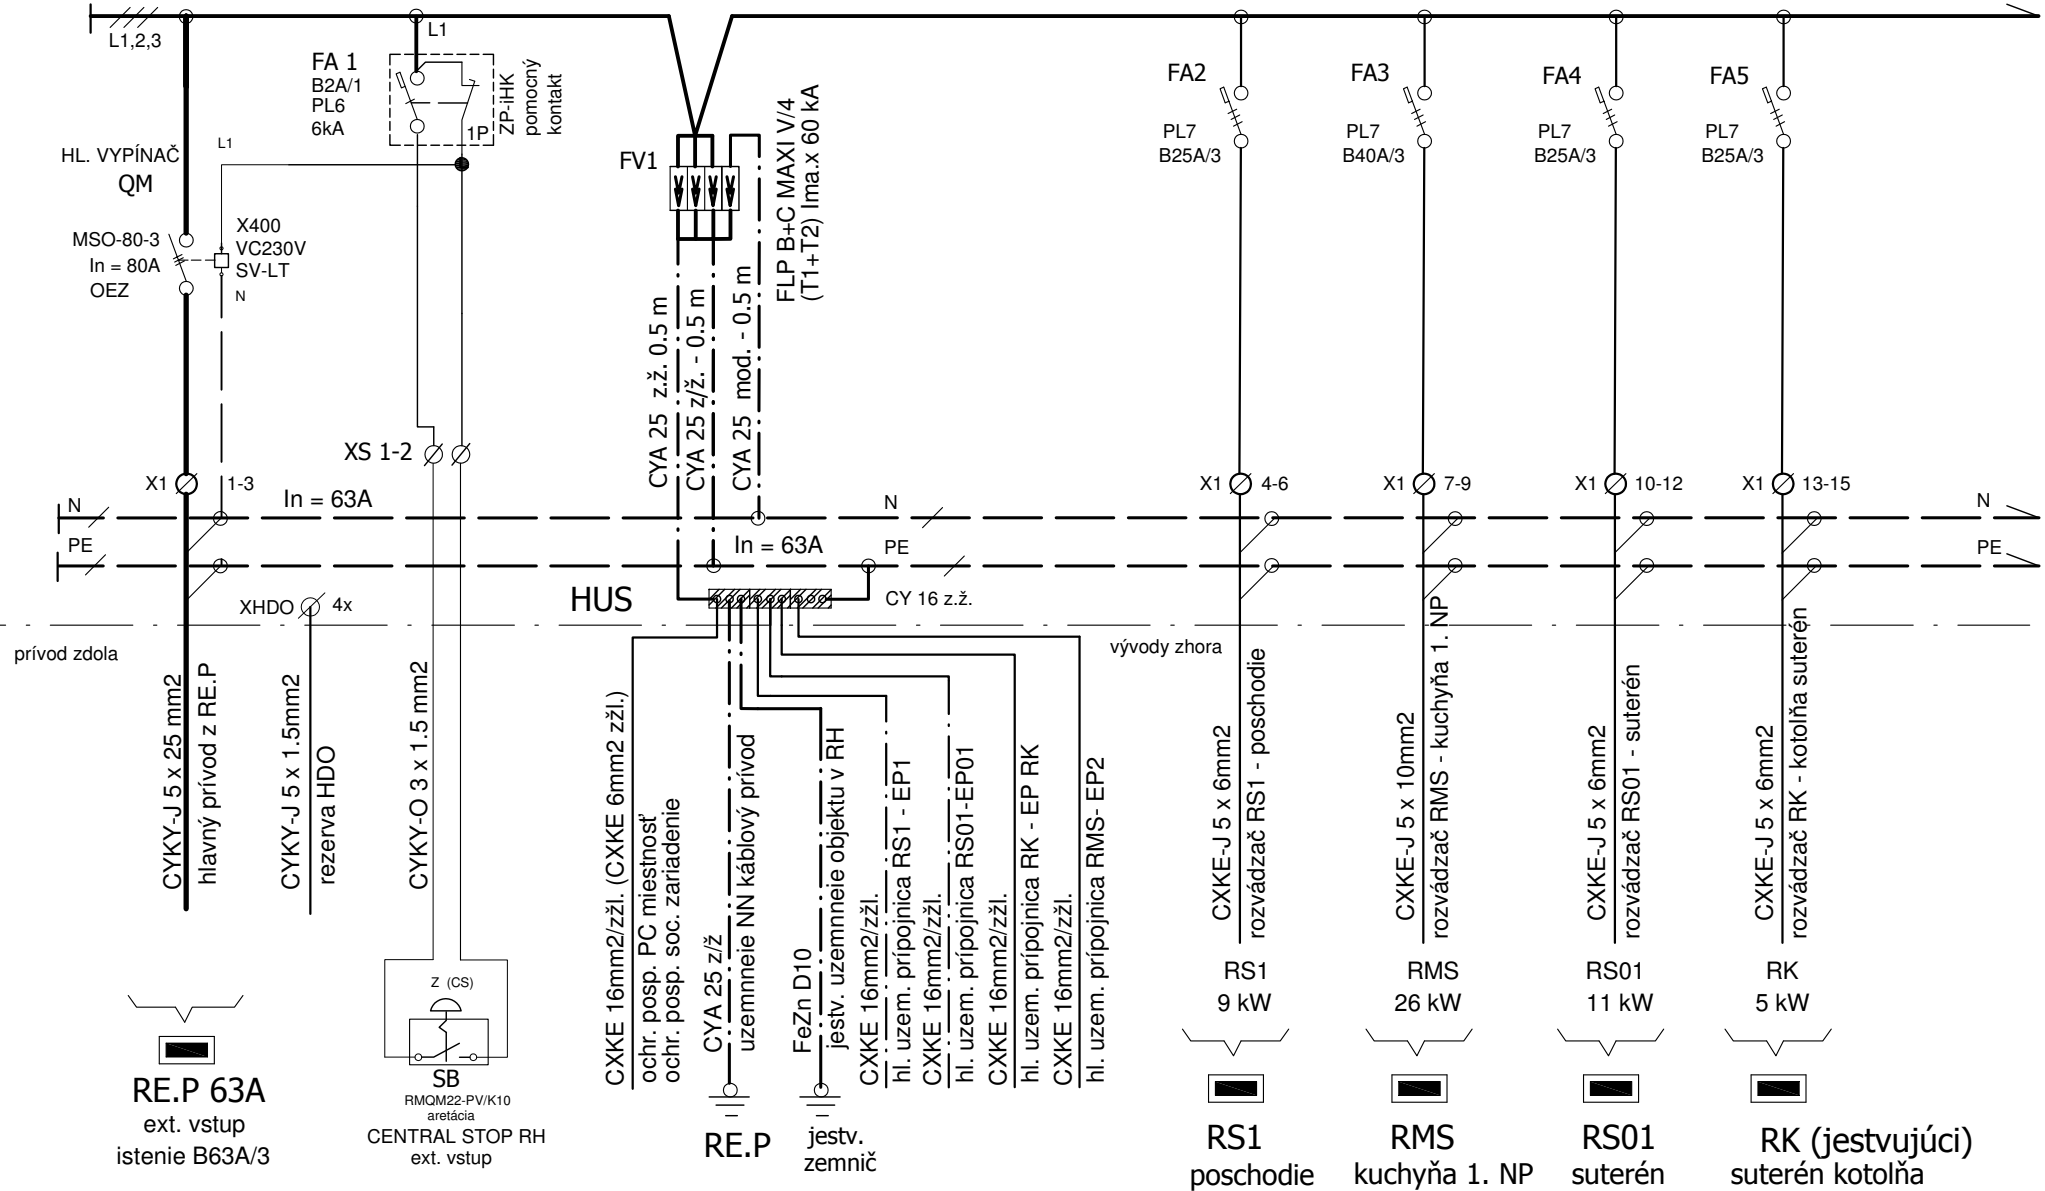 L1,2,3
L1
FA 1
B2A/1
PL6
6kA
1P
ZP-iHK
pomocný
kontakt
HL. VYPÍNAČ
QM
L1
MSO-80-3
In = 80A
OEZ
X400
VC230V
SV-LT
N
FV1
FLP B+C MAXI V/4
(T1+T2) Ima.x 60 kA
CYA 25 z.ž. 0.5 m
CYA 25 z/ž. - 0.5 m
CYA 25 mod. - 0.5 m
FA2
PL7
B25A/3
FA3
PL7
B40A/3
FA4
PL7
B25A/3
FA5
PL7
B25A/3
XS 1-2
X1 1-3
In = 63A
X1 4-6
X1 7-9
X1 10-12
X1 13-15
N
N
N
PE
In = 63A
PE
PE
HUS
CY 16 z.ž.
XHDO 4x
prívod zdola
vývody zhora
CYKY-J 5 x 25 mm2
hlavný prívod z RE.P
CYKY-J 5 x 1.5mm2
rezerva HDO
CYKY-O 3 x 1.5 mm2
CXKE 16mm2/zžl. (CXKE 6mm2 zžl.)
ochr. posp. PC miestnosť
ochr. posp. soc. zariadenie
CYA 25 z/ž
uzemnneie NN káblový prívod
FeZn D10
jestv. uzemnneie objektu v RH
CXKE 16mm2/zžl.
hl. uzem. prípojnica RS1 - EP1
CXKE 16mm2/zžl.
hl. uzem. prípojnica RS01-EP01
CXKE 16mm2/zžl.
hl. uzem. prípojnica RK - EP RK
CXKE 16mm2/zžl.
hl. uzem. prípojnica RMS- EP2
CXKE-J 5 x 6mm2
rozvádzač RS1 - poschodie
CXKE-J 5 x 10mm2
rozvádzač RMS - kuchyňa 1. NP
CXKE-J 5 x 6mm2
rozvádzač RS01 - suterén
CXKE-J 5 x 6mm2
rozvádzač RK - kotolňa suterén
RS1
9 kW
RMS
26 kW
RS01
11 kW
RK
5 kW
Z (CS)
RE.P 63A
ext. vstup
istenie B63A/3
SB
RMQM22-PV/K10
aretácia
CENTRAL STOP RH
ext. vstup
RE.P
jestv.
zemnič
RS1
poschodie
RMS
kuchyňa 1. NP
RS01
suterén
RK (jestvujúci)
suterén kotolňa